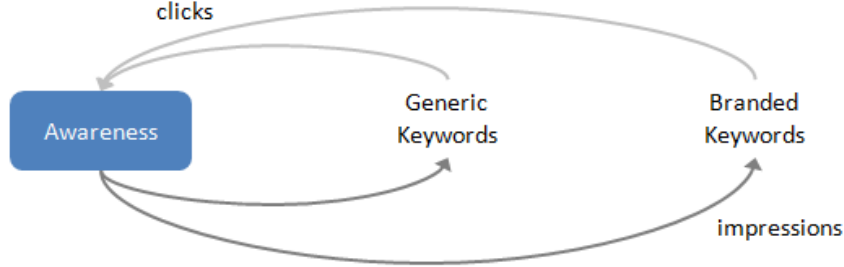 clicks
Awareness
Generic
Keywords
Branded
Keywords
impressions